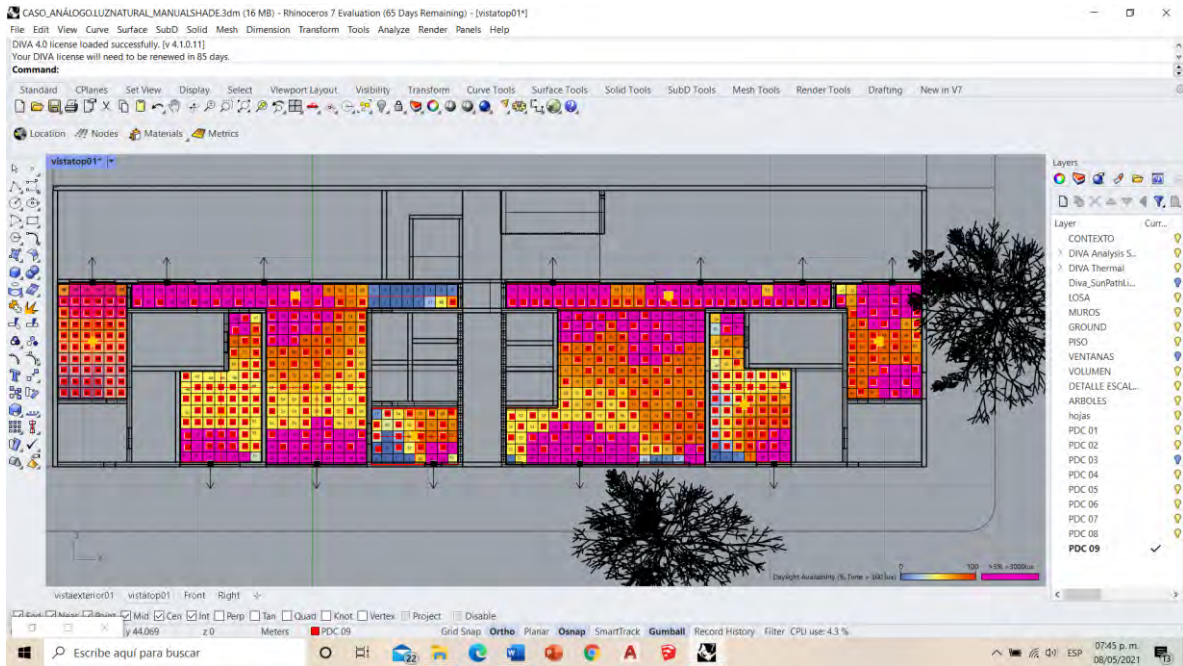 CASO_ANÁLOGO.LUZNATURAL_MANUALSHADE.3dm (16 MB) - Rhinoceros 7 Evaluation (65 Days Remaining) - [vistatop01*]
File Edit View Curve Surface SubD Solid Mesh Dimension Transform Tools Analyze Render Panels Help
DIVA 4.0 license loaded successfully. [v 4.1.0.11]
Your DIVA license will need to be renewed in 85 days.
Command:
Standard CPlanes Set View Display Select Viewport Layout Visibility Transform Curve Tools Surface Tools Solid Tools SubD Tools Mesh Tools Render Tools Drafting New in V7
Location Nodes Materials Metrics
vistatop01*
Layers
Layer Curr...
CONTEXTO
DIVA Analysis S...
DIVA Thermal
Diva_SunPathLi...
LOSA
MUROS
GROUND
PISO
VENTANAS
VOLUMEN
DETALLE ESCAL...
ARBOLES
hojas
PDC 01
PDC 02
PDC 03
PDC 04
PDC 05
PDC 06
PDC 07
PDC 08
PDC 09
Daylight Availability (% Time > 300 lux) 0 100 >5% >3000lux
vistaexterior01 vistatop01 Front Right
End Near Point Mid Cen Int Perp Tan Quad Knot Vertex Project Disable
y 44.069 z 0 Meters PDC 09 Grid Snap Ortho Planar Osnap SmartTrack Gumball Record History Filter CPU use: 4.3 %
Escribe aquí para buscar
22
ESP
07:45 p. m.
08/05/2021
13